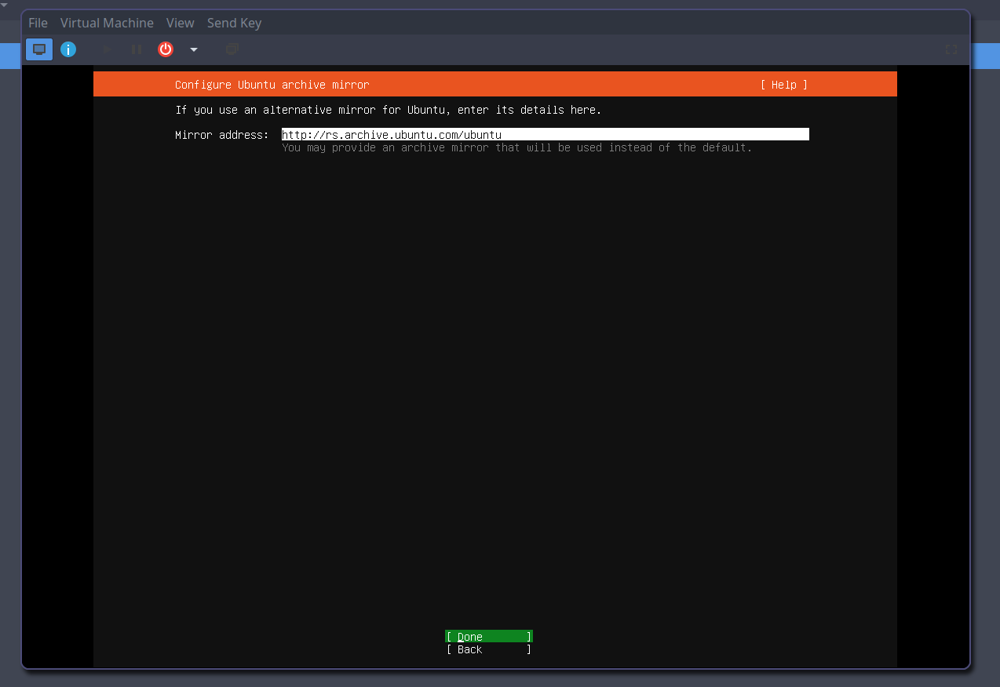 File Virtual Machine View Send Key
Configure Ubuntu archive mirror [ Help ]
If you use an alternative mirror for Ubuntu, enter its details here.
Mirror address: http://rs.archive.ubuntu.com/ubuntu
You may provide an archive mirror that will be used instead of the default.
[ Done ]
[ Back ]